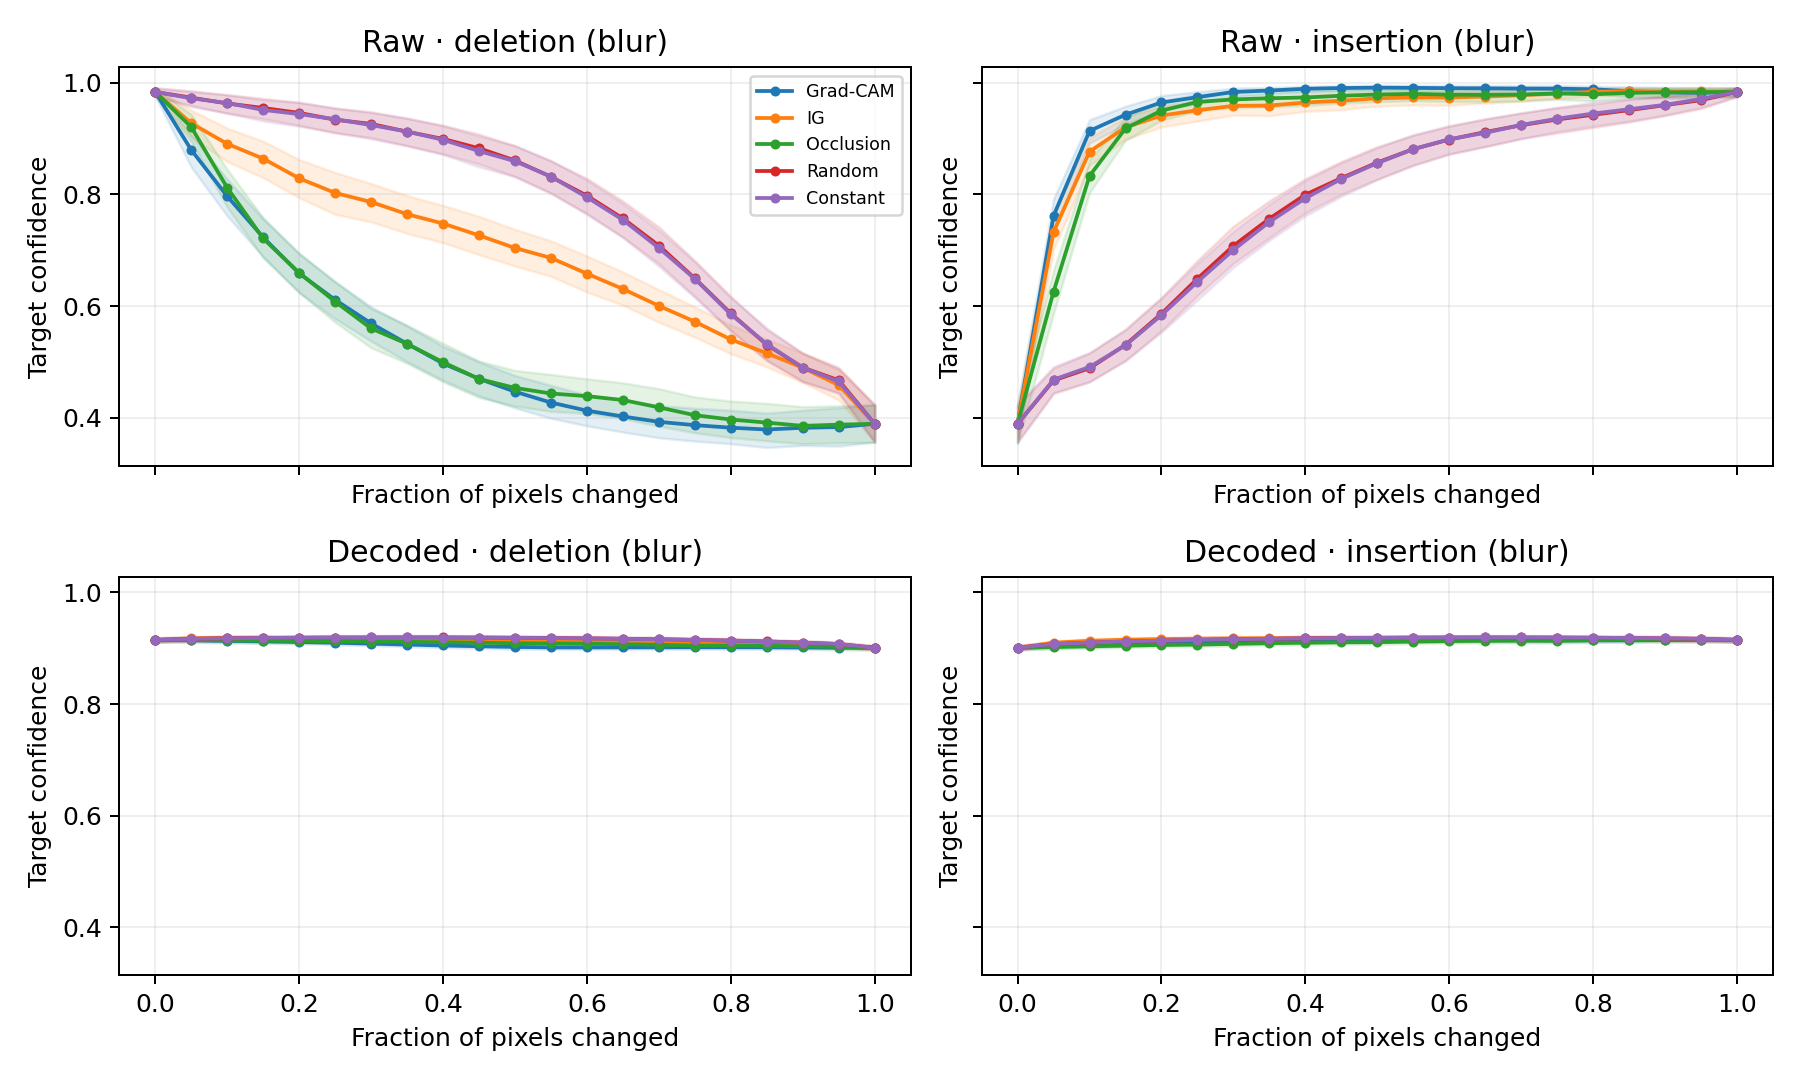 Raw · deletion (blur)
Target confidence
1.0
0.8
0.6
0.4
Grad-CAM
IG
Occlusion
Random
Constant
Fraction of pixels changed
Raw · insertion (blur)
Target confidence
Fraction of pixels changed
Decoded · deletion (blur)
Target confidence
1.0
0.8
0.6
0.4
0.0 0.2 0.4 0.6 0.8 1.0
Fraction of pixels changed
Decoded · insertion (blur)
Target confidence
0.0 0.2 0.4 0.6 0.8 1.0
Fraction of pixels changed